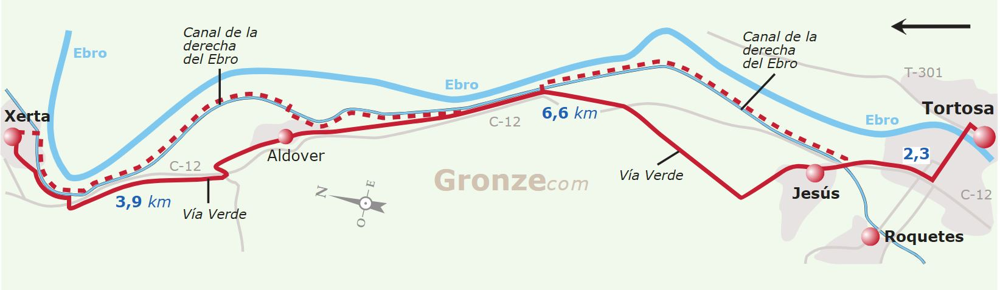 Canal de la
derecha
del Ebro
Ebro
Canal de la
derecha
del Ebro
T-301
Ebro
Xerta
6,6 km
C-12
Tortosa
Ebro
Aldover
2,3
C-12
Gronze.com
Vía Verde
N
E
O
Jesús
C-12
3,9 km
Vía Verde
Roquetes